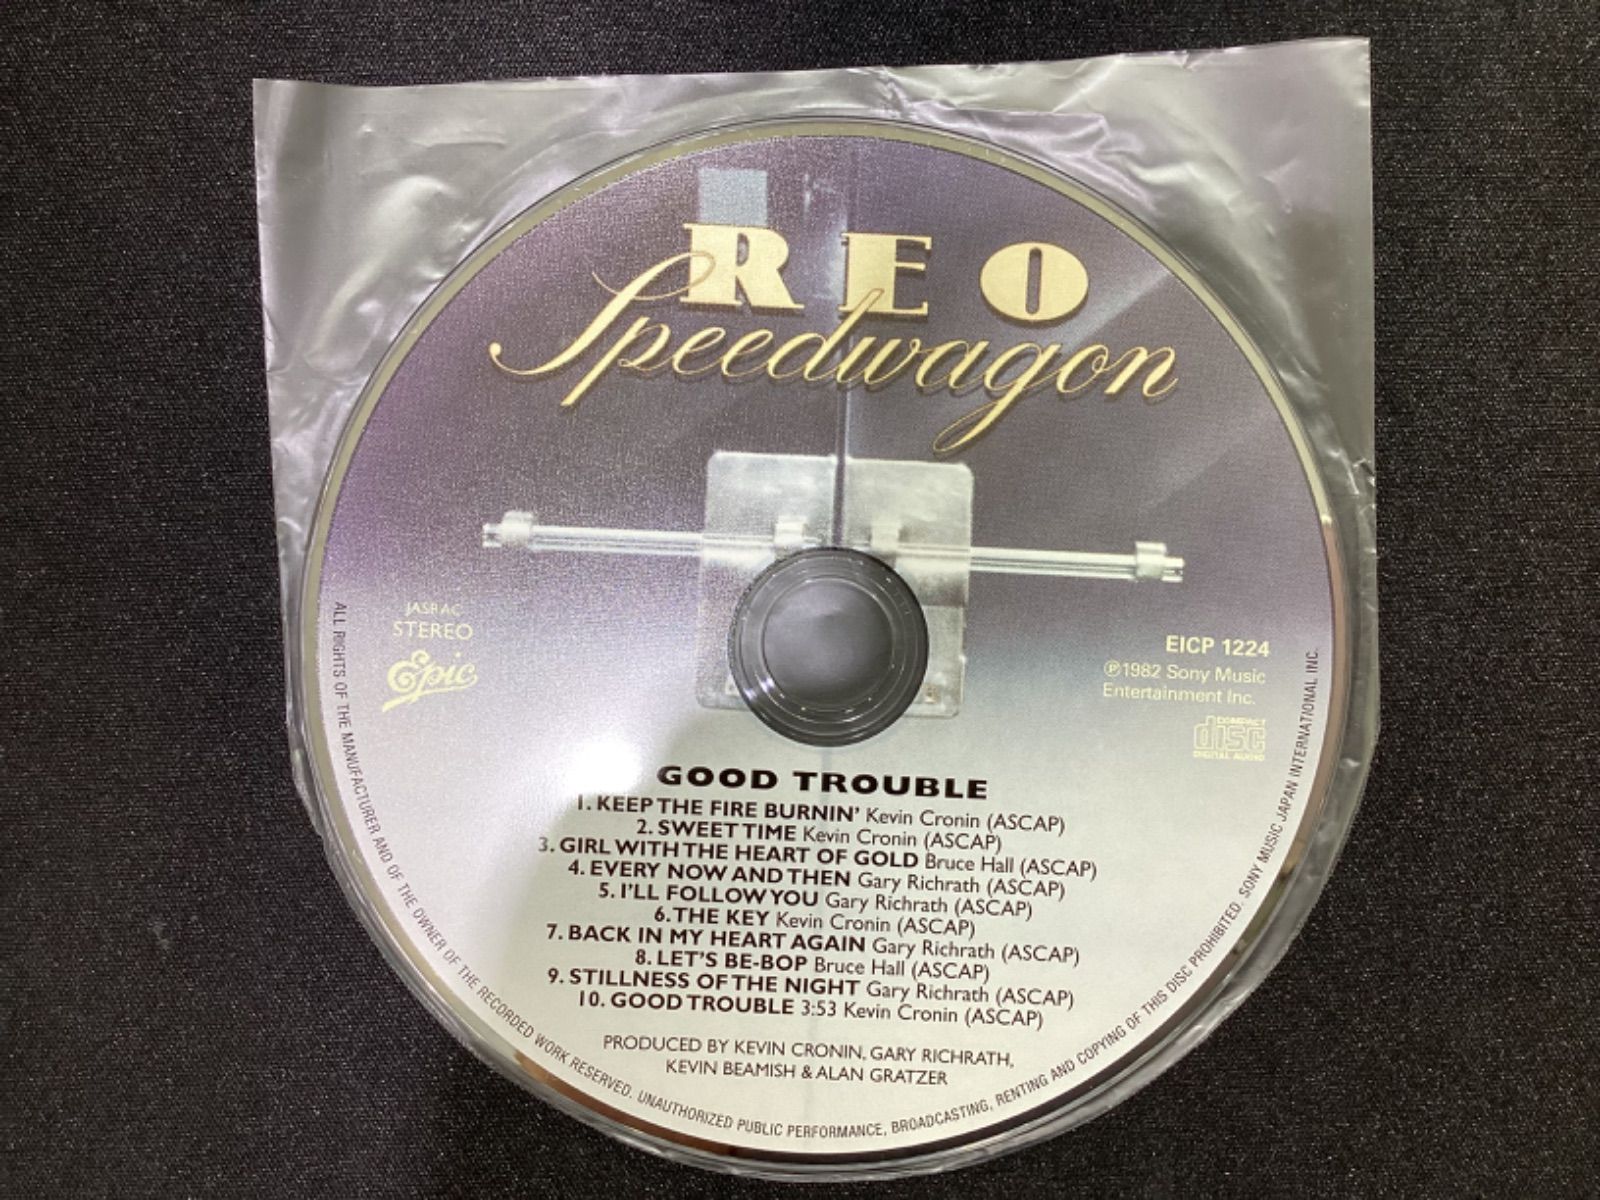 REO
Speedwagon
JASRAC
STEREO
Epic
EICP 1224
℗1982 Sony Music
Entertainment Inc.
COMPACT
disc
DIGITAL AUDIO
GOOD TROUBLE
1. KEEP THE FIRE BURNIN' Kevin Cronin (ASCAP)
2. SWEET TIME Kevin Cronin (ASCAP)
3. GIRL WITH THE HEART OF GOLD Bruce Hall (ASCAP)
4. EVERY NOW AND THEN Gary Richrath (ASCAP)
5. I'LL FOLLOW YOU Gary Richrath (ASCAP)
6. THE KEY Kevin Cronin (ASCAP)
7. BACK IN MY HEART AGAIN Gary Richrath (ASCAP)
8. LET'S BE-BOP Bruce Hall (ASCAP)
9. STILLNESS OF THE NIGHT Gary Richrath (ASCAP)
10. GOOD TROUBLE 3:53 Kevin Cronin (ASCAP)
PRODUCED BY KEVIN CRONIN, GARY RICHRATH,
KEVIN BEAMISH & ALAN GRATZER
ALL RIGHTS OF THE MANUFACTURER AND OF THE OWNER OF THE RECORDED WORK RESERVED. UNAUTHORIZED PUBLIC PERFORMANCE, BROADCASTING, RENTING AND COPYING OF THIS DISC PROHIBITED. SONY MUSIC JAPAN INTERNATIONAL INC.